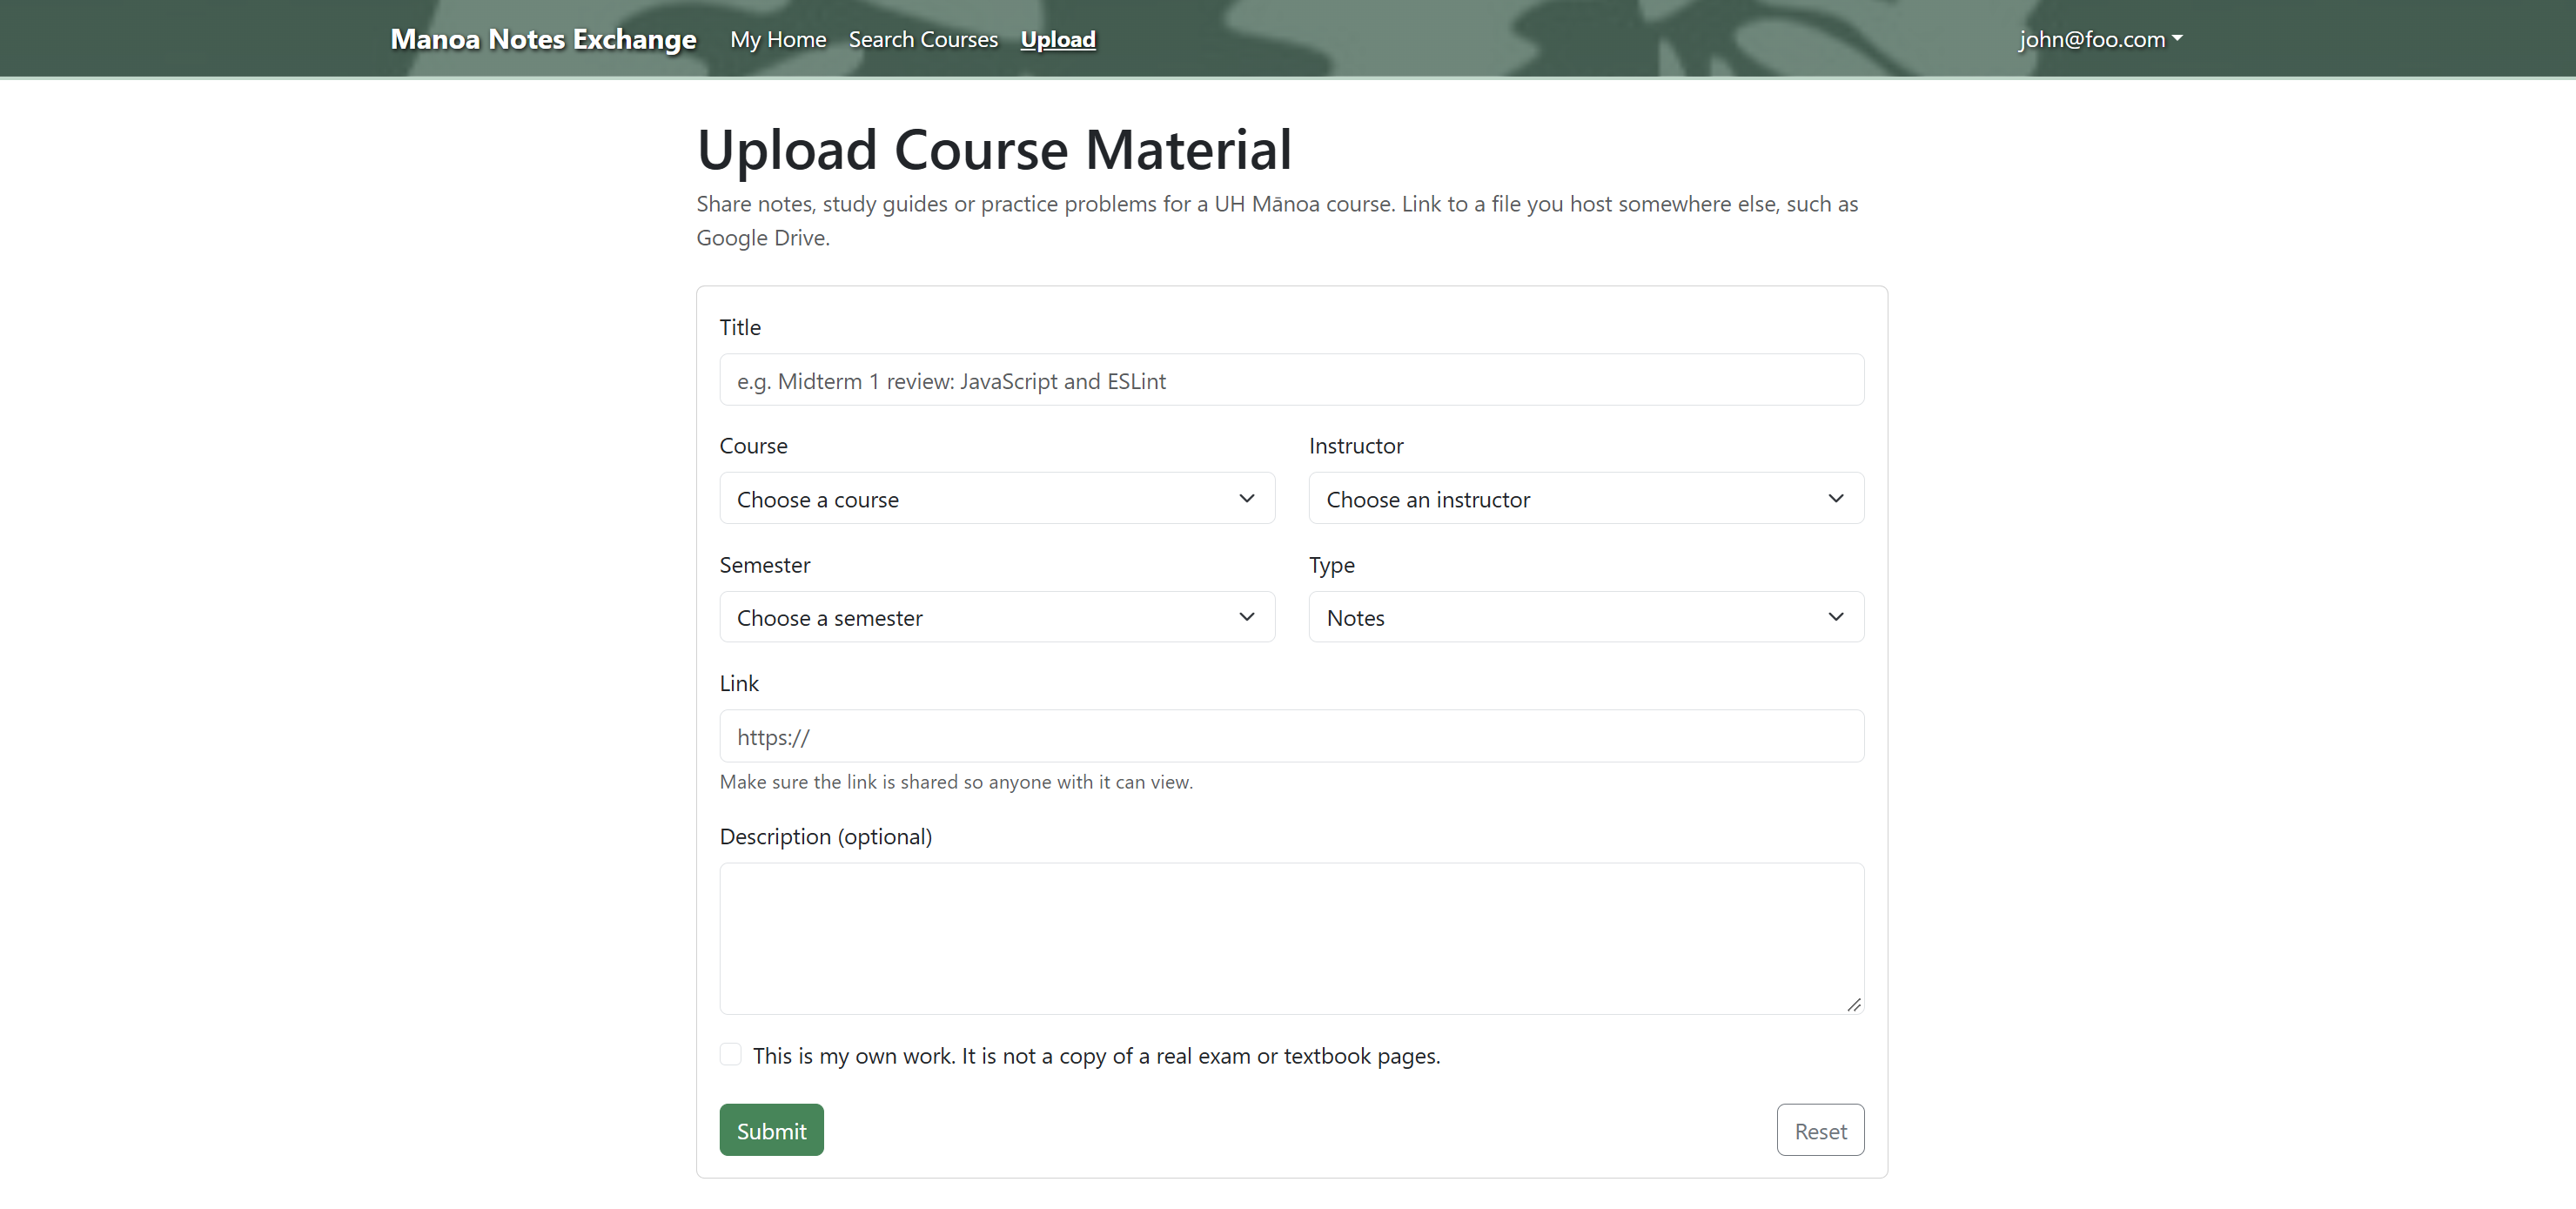 Manoa Notes Exchange My Home Search Courses Upload john@foo.com
Upload Course Material
Share notes, study guides or practice problems for a UH Mānoa course. Link to a file you host somewhere else, such as
Google Drive.
Title
e.g. Midterm 1 review: JavaScript and ESLint
Course Instructor
Choose a course Choose an instructor
Semester Type
Choose a semester Notes
Link
https://
Make sure the link is shared so anyone with it can view.
Description (optional)
This is my own work. It is not a copy of a real exam or textbook pages.
Submit Reset